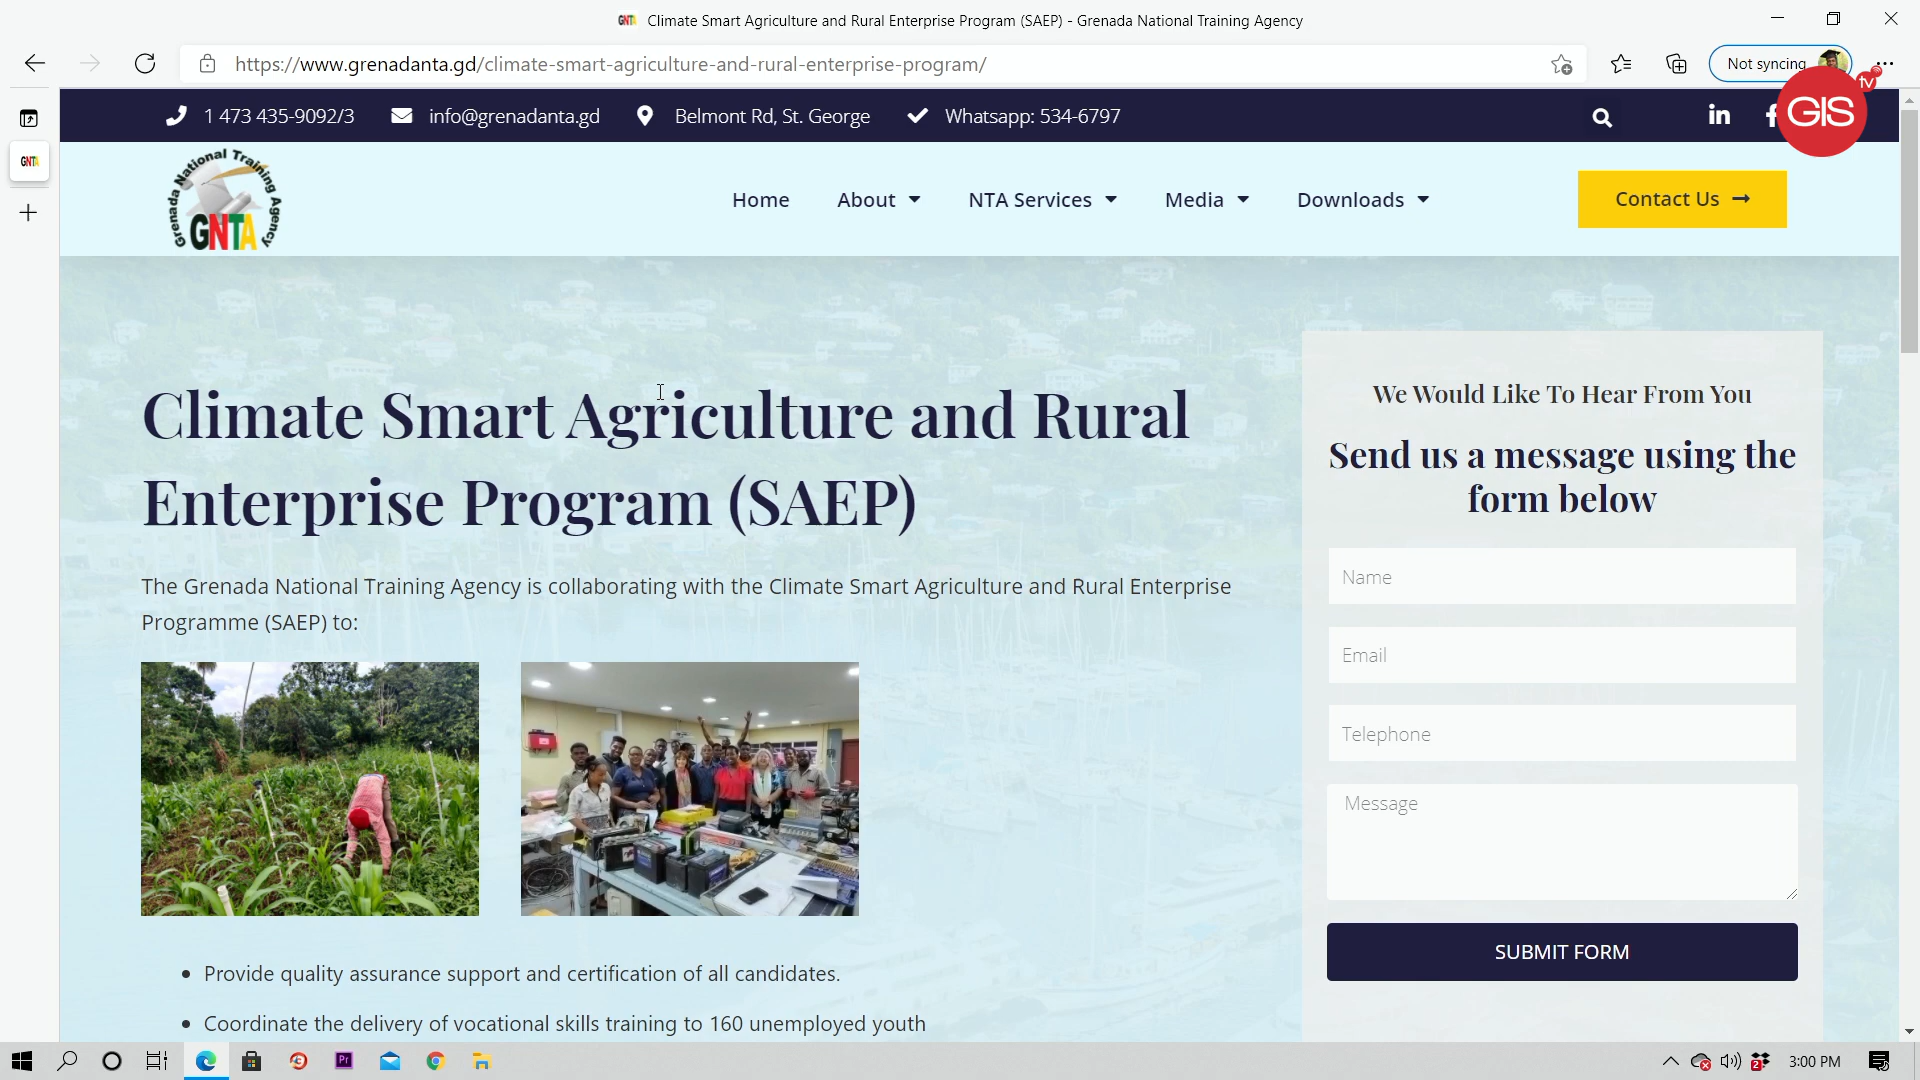 GNTA Climate Smart Agriculture and Rural Enterprise Program (SAEP) - Grenada National Training Agency
https://www.grenadanta.gd/climate-smart-agriculture-and-rural-enterprise-program/
Not syncing
tv
GIS
GNTA
1 473 435-9092/3
info@grenadanta.gd
Belmont Rd, St. George
Whatsapp: 534-6797
Grenada National Training Agency
GNTA
Home
About
NTA Services
Media
Downloads
Contact Us
Climate Smart Agriculture and Rural
Enterprise Program (SAEP)
The Grenada National Training Agency is collaborating with the Climate Smart Agriculture and Rural Enterprise
Programme (SAEP) to:
Provide quality assurance support and certification of all candidates.
Coordinate the delivery of vocational skills training to 160 unemployed youth
We Would Like To Hear From You
Send us a message using the
form below
Name
Email
Telephone
Message
SUBMIT FORM
Pr
2
3:00 PM